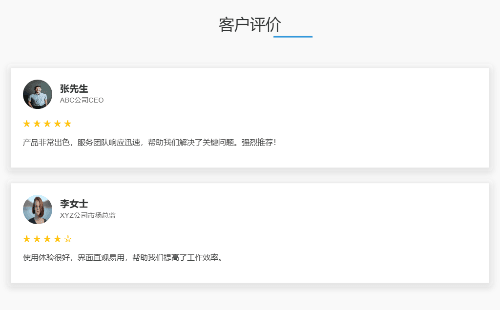 客户评价
张先生
ABC公司CEO
★★★★★
产品非常出色，服务团队响应迅速，帮助我们解决了关键问题。强烈推荐！
李女士
XYZ公司市场总监
★★★★☆
使用体验很好，界面直观易用，帮助我们提高了工作效率。